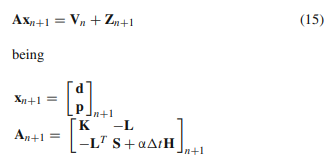 Ax_{n+1} = V_n + Z_{n+1} (15)
being
x_{n+1} = [d p]_{n+1}
A_{n+1} = [K −L
−L^T S + αΔtH]_{n+1}